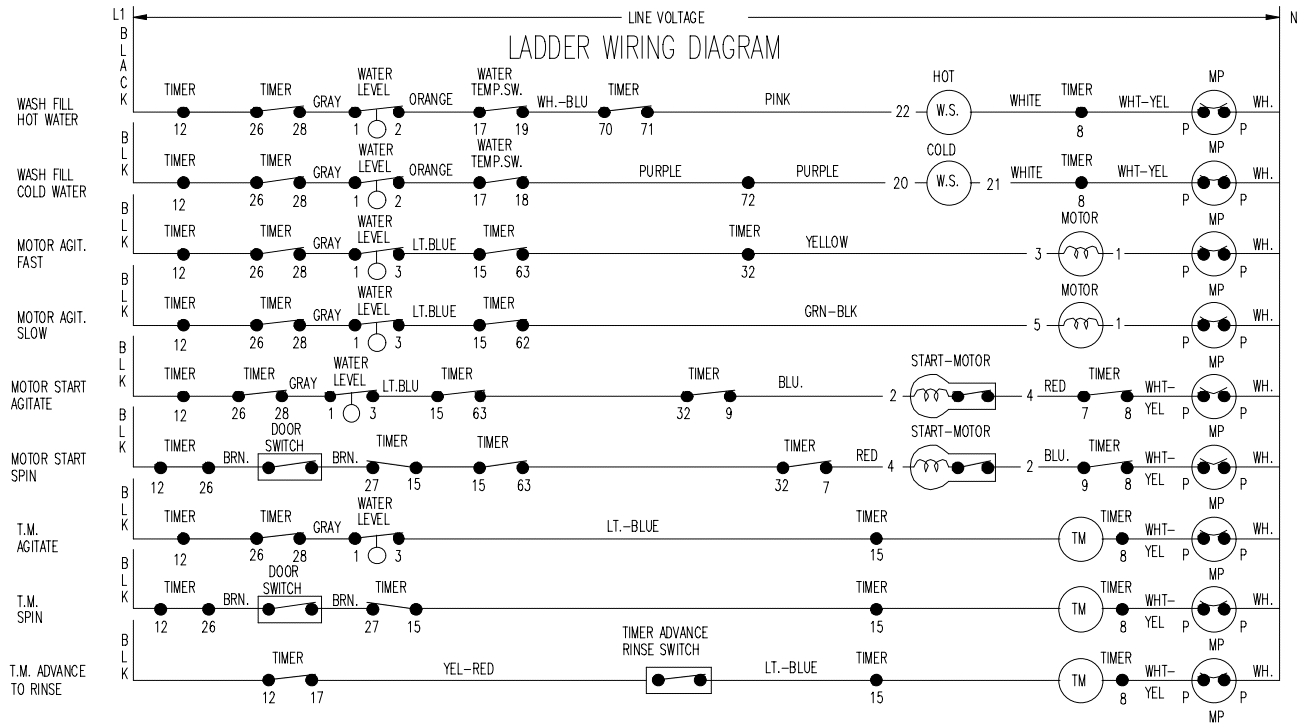 L1 LINE VOLTAGE N
LADDER WIRING DIAGRAM
BLACK
WASH FILL
HOT WATER
TIMER TIMER WATER LEVEL WATER TEMP.SW. TIMER HOT TIMER MP
GRAY ORANGE WH.-BLU PINK 22 W.S. WHITE WHT-YEL WH.
12 26 28 1 2 17 19 70 71 8 P P
BLK
WASH FILL
COLD WATER
TIMER TIMER WATER LEVEL WATER TEMP.SW. COLD TIMER MP
GRAY ORANGE PURPLE PURPLE 20 W.S. 21 WHITE WHT-YEL WH.
12 26 28 1 2 17 18 72 8 P P
BLK
MOTOR AGIT.
FAST
TIMER TIMER WATER LEVEL TIMER TIMER MOTOR MP
GRAY LT.BLUE YELLOW 3 1 WH.
12 26 28 1 3 15 63 32 P P
BLK
MOTOR AGIT.
SLOW
TIMER TIMER WATER LEVEL TIMER MOTOR MP
GRAY LT.BLUE GRN-BLK 5 1 WH.
12 26 28 1 3 15 62 P P
BLK
MOTOR START
AGITATE
TIMER TIMER WATER LEVEL TIMER TIMER START-MOTOR TIMER MP
GRAY LT.BLU BLU. 2 4 RED WHT-YEL WH.
12 26 28 1 3 15 63 32 9 7 8 P P
BLK
MOTOR START
SPIN
TIMER DOOR SWITCH TIMER TIMER TIMER START-MOTOR TIMER MP
BRN. BRN. RED 4 2 BLU. WHT-YEL WH.
12 26 27 15 15 63 32 7 9 8 P P
BLK
T.M.
AGITATE
TIMER TIMER WATER LEVEL TIMER TIMER MP
GRAY LT.-BLUE TM WHT-YEL WH.
12 26 28 1 3 15 8 P P
BLK
T.M.
SPIN
TIMER DOOR SWITCH TIMER TIMER TIMER MP
BRN. BRN. TM WHT-YEL WH.
12 26 27 15 15 8 P P
BLK
T.M. ADVANCE
TO RINSE
TIMER TIMER ADVANCE RINSE SWITCH TIMER TIMER MP
YEL-RED LT.-BLUE TM WHT-YEL WH.
12 17 15 8 P P
MP